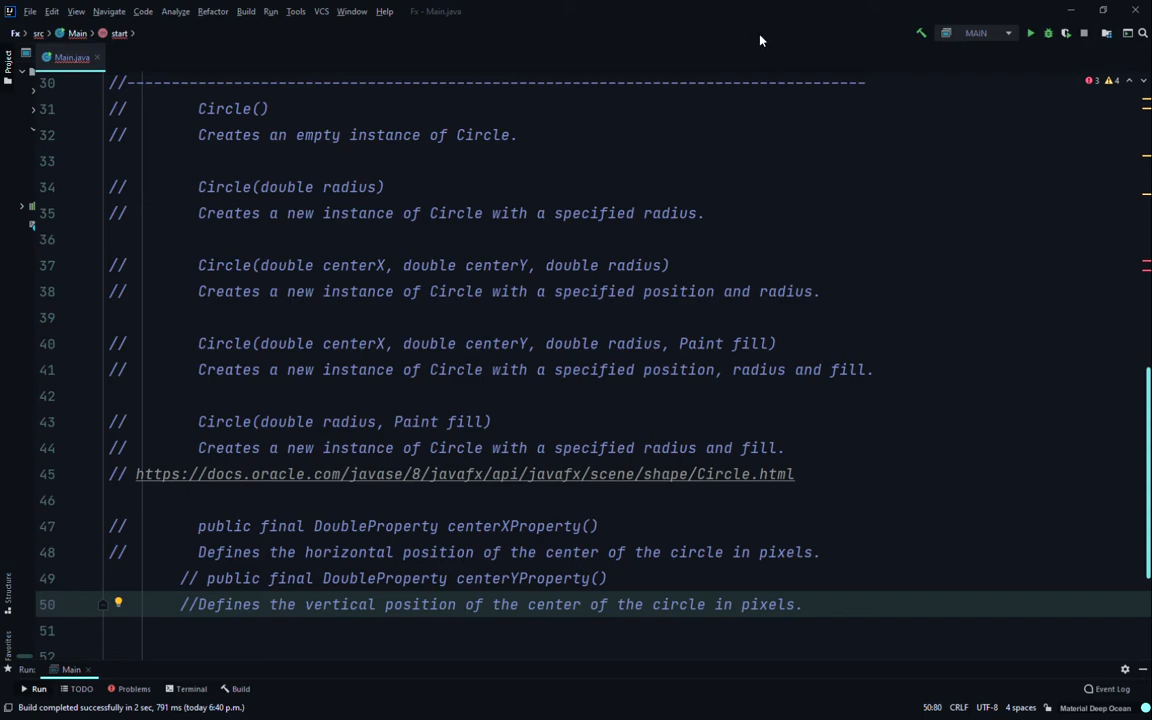 File Edit View Navigate Code Analyze Refactor Build Run Tools VCS Window Help Fx - Main.java
Fx src Main start MAIN
Project Main.java
3 4
30 //-----------------------------------------------------------------------------------
31 // Circle()
32 // Creates an empty instance of Circle.
33
34 // Circle(double radius)
35 // Creates a new instance of Circle with a specified radius.
36
37 // Circle(double centerX, double centerY, double radius)
38 // Creates a new instance of Circle with a specified position and radius.
39
40 // Circle(double centerX, double centerY, double radius, Paint fill)
41 // Creates a new instance of Circle with a specified position, radius and fill.
42
43 // Circle(double radius, Paint fill)
44 // Creates a new instance of Circle with a specified radius and fill.
45 // https://docs.oracle.com/javase/8/javafx/api/javafx/scene/shape/Circle.html
46
47 // public final DoubleProperty centerXProperty()
48 // Defines the horizontal position of the center of the circle in pixels.
49 // public final DoubleProperty centerYProperty()
50 //Defines the vertical position of the center of the circle in pixels.
51
52
Structure
Favorites
Run: Main
Run TODO Problems Terminal Build Event Log
Build completed successfully in 2 sec, 791 ms (today 6:40 p.m.) 50:80 CRLF UTF-8 4 spaces Material Deep Ocean